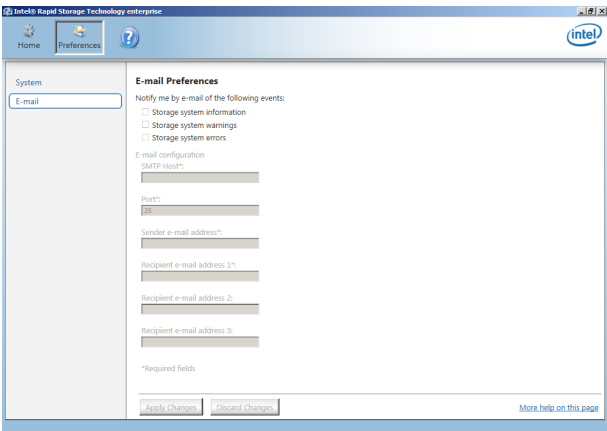 Intel® Rapid Storage Technology enterprise
Home
Preferences
?
intel
System
E-mail
E-mail Preferences
Notify me by e-mail of the following events:
Storage system information
Storage system warnings
Storage system errors
E-mail configuration
SMTP Host*:
Port*:
25
Sender e-mail address*:
Recipient e-mail address 1*:
Recipient e-mail address 2:
Recipient e-mail address 3:
*Required fields
Apply Changes
Discard Changes
More help on this page